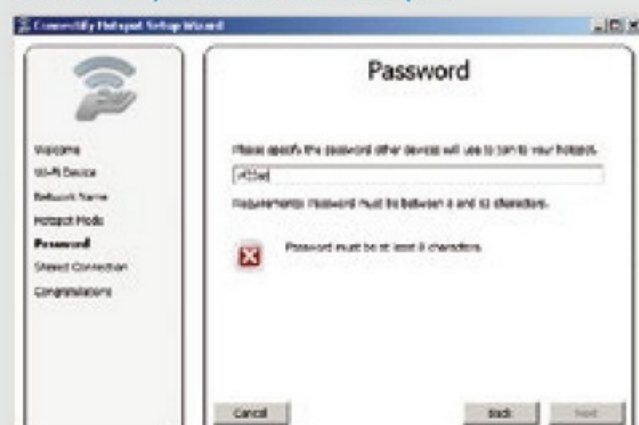 Connectify Hotspot Setup Wizard
Password
Welcome
Wi-Fi Device
Network Name
Hotspot Mode
Password
Shared Connection
Congratulations
Please specify the password other devices will use to join to your hotspot.
Requirements: Password must be between 8 and 63 characters.
Password must be at least 8 characters.
Cancel
Back
Next